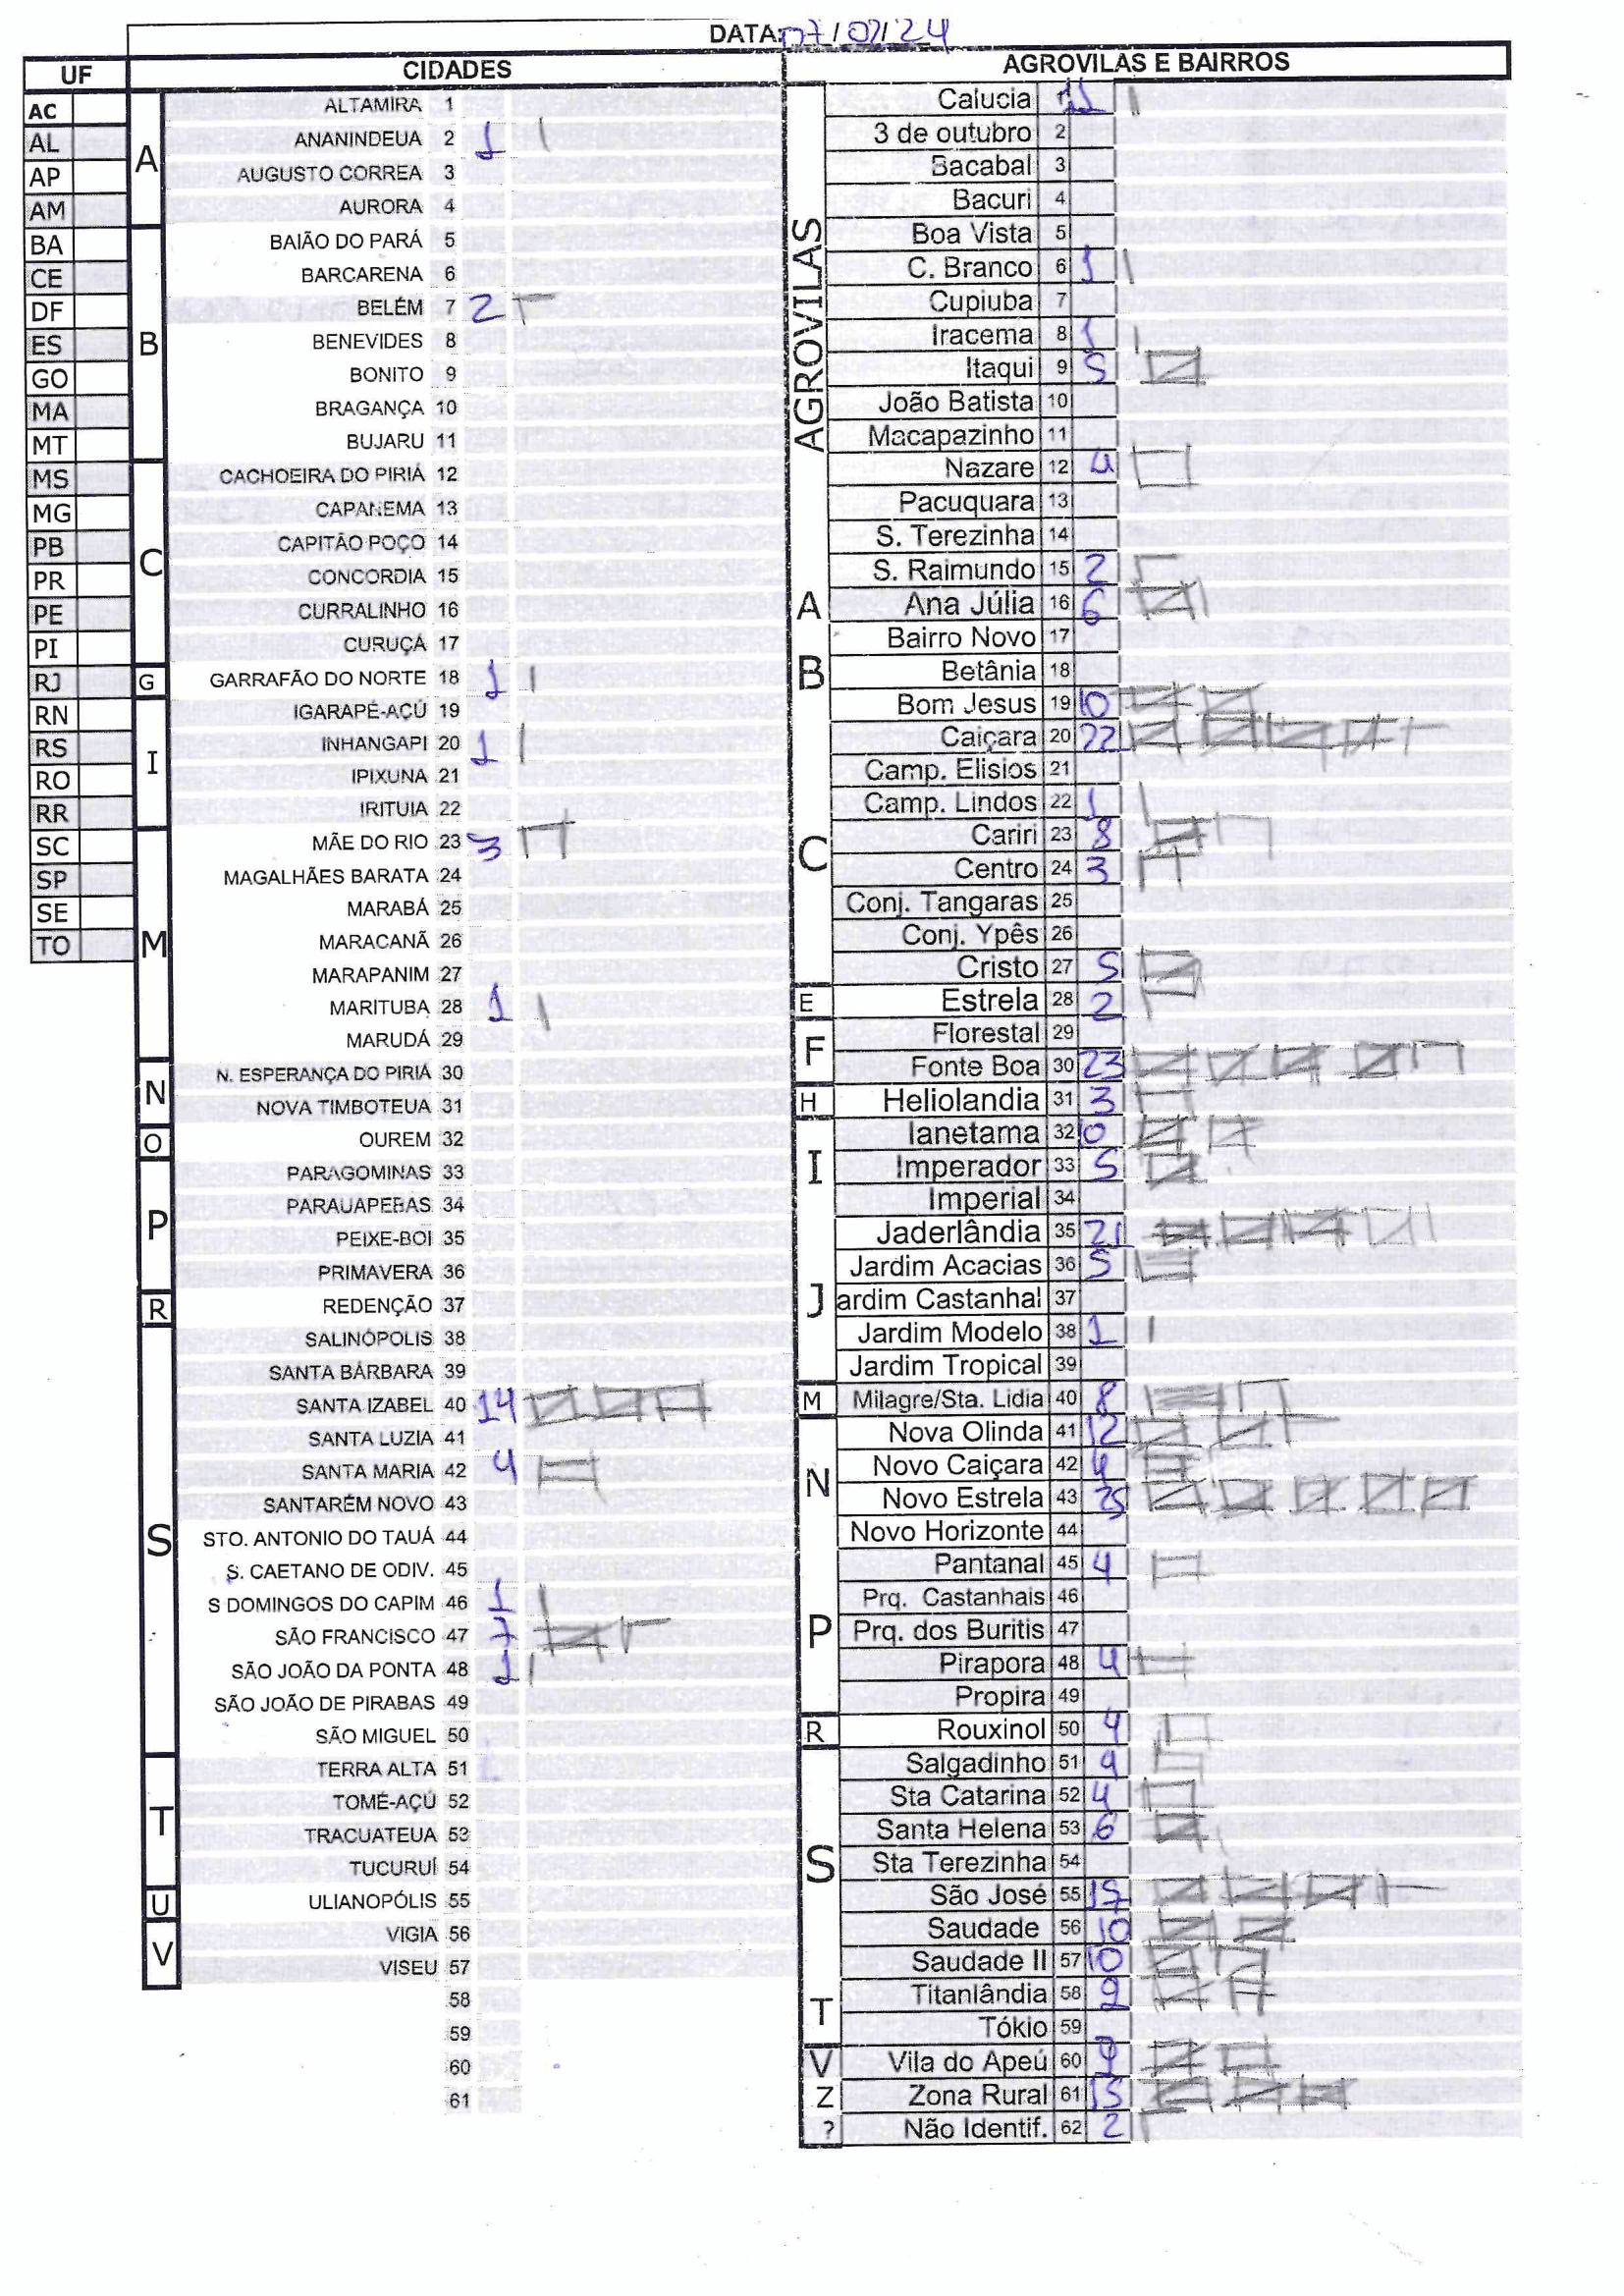 DATA: 07/02/24
UF CIDADES AGROVILAS E BAIRROS
AC
AL
AP
AM
BA
CE
DF
ES
GO
MA
MT
MS
MG
PB
PR
PE
PI
RJ
RN
RS
RO
RR
SC
SP
SE
TO
A
ALTAMIRA 1
ANANINDEUA 2 1
AUGUSTO CORREA 3
AURORA 4
B
BAIÃO DO PARÁ 5
BARCARENA 6
BELÉM 7 2
BENEVIDES 8
BONITO 9
BRAGANÇA 10
BUJARU 11
C
CACHOEIRA DO PIRIÁ 12
CAPANEMA 13
CAPITÃO POÇO 14
CONCORDIA 15
CURRALINHO 16
CURUÇÁ 17
G
GARRAFÃO DO NORTE 18 1
I
IGARAPÉ-AÇÚ 19
INHANGAPI 20 1
IPIXUNA 21
IRITUIA 22
M
MÃE DO RIO 23 3
MAGALHÃES BARATA 24
MARABÁ 25
MARACANÃ 26
MARAPANIM 27
MARITUBA 28 1
MARUDÁ 29
N
N. ESPERANÇA DO PIRIÁ 30
NOVA TIMBOTEUA 31
O
OUREM 32
P
PARAGOMINAS 33
PARAUAPEBAS 34
PEIXE-BOI 35
PRIMAVERA 36
R
REDENÇÃO 37
S
SALINÓPOLIS 38
SANTA BÁRBARA 39
SANTA IZABEL 40 14
SANTA LUZIA 41
SANTA MARIA 42 4
SANTARÉM NOVO 43
STO. ANTONIO DO TAUÁ 44
S. CAETANO DE ODIV. 45
S DOMINGOS DO CAPIM 46 1
SÃO FRANCISCO 47 7
SÃO JOÃO DA PONTA 48 1
SÃO JOÃO DE PIRABAS 49
SÃO MIGUEL 50
T
TERRA ALTA 51
TOMÉ-AÇÚ 52
TRACUATEUA 53
TUCURUÍ 54
U
ULIANOPÓLIS 55
V
VIGIA 56
VISEU 57
58
59
60
61
AGROVILAS
Calucia 1
3 de outubro 2
Bacabal 3
Bacuri 4
Boa Vista 5
C. Branco 6 1
Cupiuba 7
Iracema 8 1
Itaqui 9 5
João Batista 10
Macapazinho 11
Nazare 12 4
Pacuquara 13
S. Terezinha 14
S. Raimundo 15 2
A
Ana Júlia 16 6
B
Bairro Novo 17
Betânia 18
Bom Jesus 19 10
C
Caiçara 20 22
Camp. Elisios 21
Camp. Lindos 22 1
Cariri 23 8
Centro 24 3
Conj. Tangaras 25
Conj. Ypês 26
Cristo 27 5
E
Estrela 28 2
F
Florestal 29
Fonte Boa 30 23
H
Heliolandia 31 3
I
Ianetama 32 10
Imperador 33 5
Imperial 34
J
Jaderlândia 35 21
Jardim Acacias 36 5
ardim Castanhal 37
Jardim Modelo 38 1
Jardim Tropical 39
M
Milagre/Sta. Lidia 40 8
N
Nova Olinda 41 12
Novo Caiçara 42 4
Novo Estrela 43 25
Novo Horizonte 44
P
Pantanal 45 4
Prq. Castanhais 46
Prq. dos Buritis 47
Pirapora 48 4
Propira 49
R
Rouxinol 50 4
S
Salgadinho 51 4
Sta Catarina 52 4
Santa Helena 53 6
Sta Terezinha 54
São José 55
Saudade 56 10
Saudade II 57 10
T
Titanlândia 58 9
Tókio 59
V
Vila do Apeú 60 9
Z
Zona Rural 61 15
?
Não Identif. 62 2